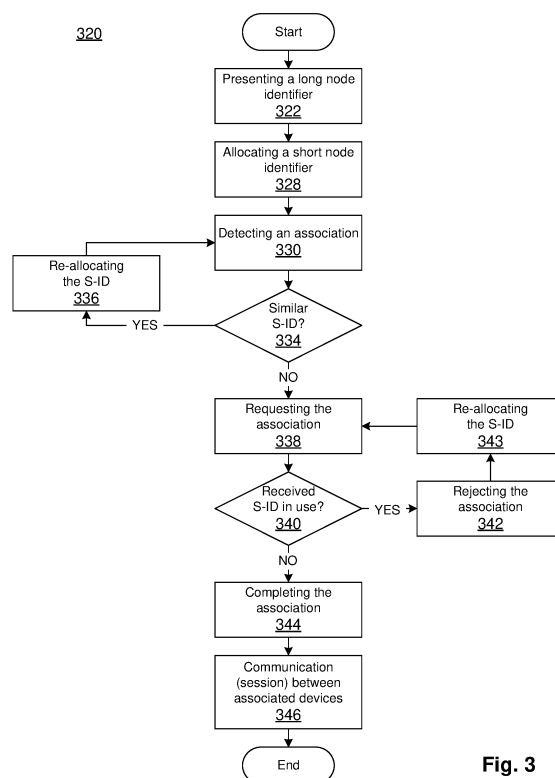 320
Start
Presenting a long node
identifier
322
Allocating a short node
identifier
328
Detecting an association
330
Re-allocating
the S-ID
336
Similar
S-ID?
334
YES
NO
Requesting the
association
338
Re-allocating
the S-ID
343
Received
S-ID in use?
340
YES
Rejecting the
association
342
NO
Completing the
association
344
Communication
(session) between
associated devices
346
End
Fig. 3